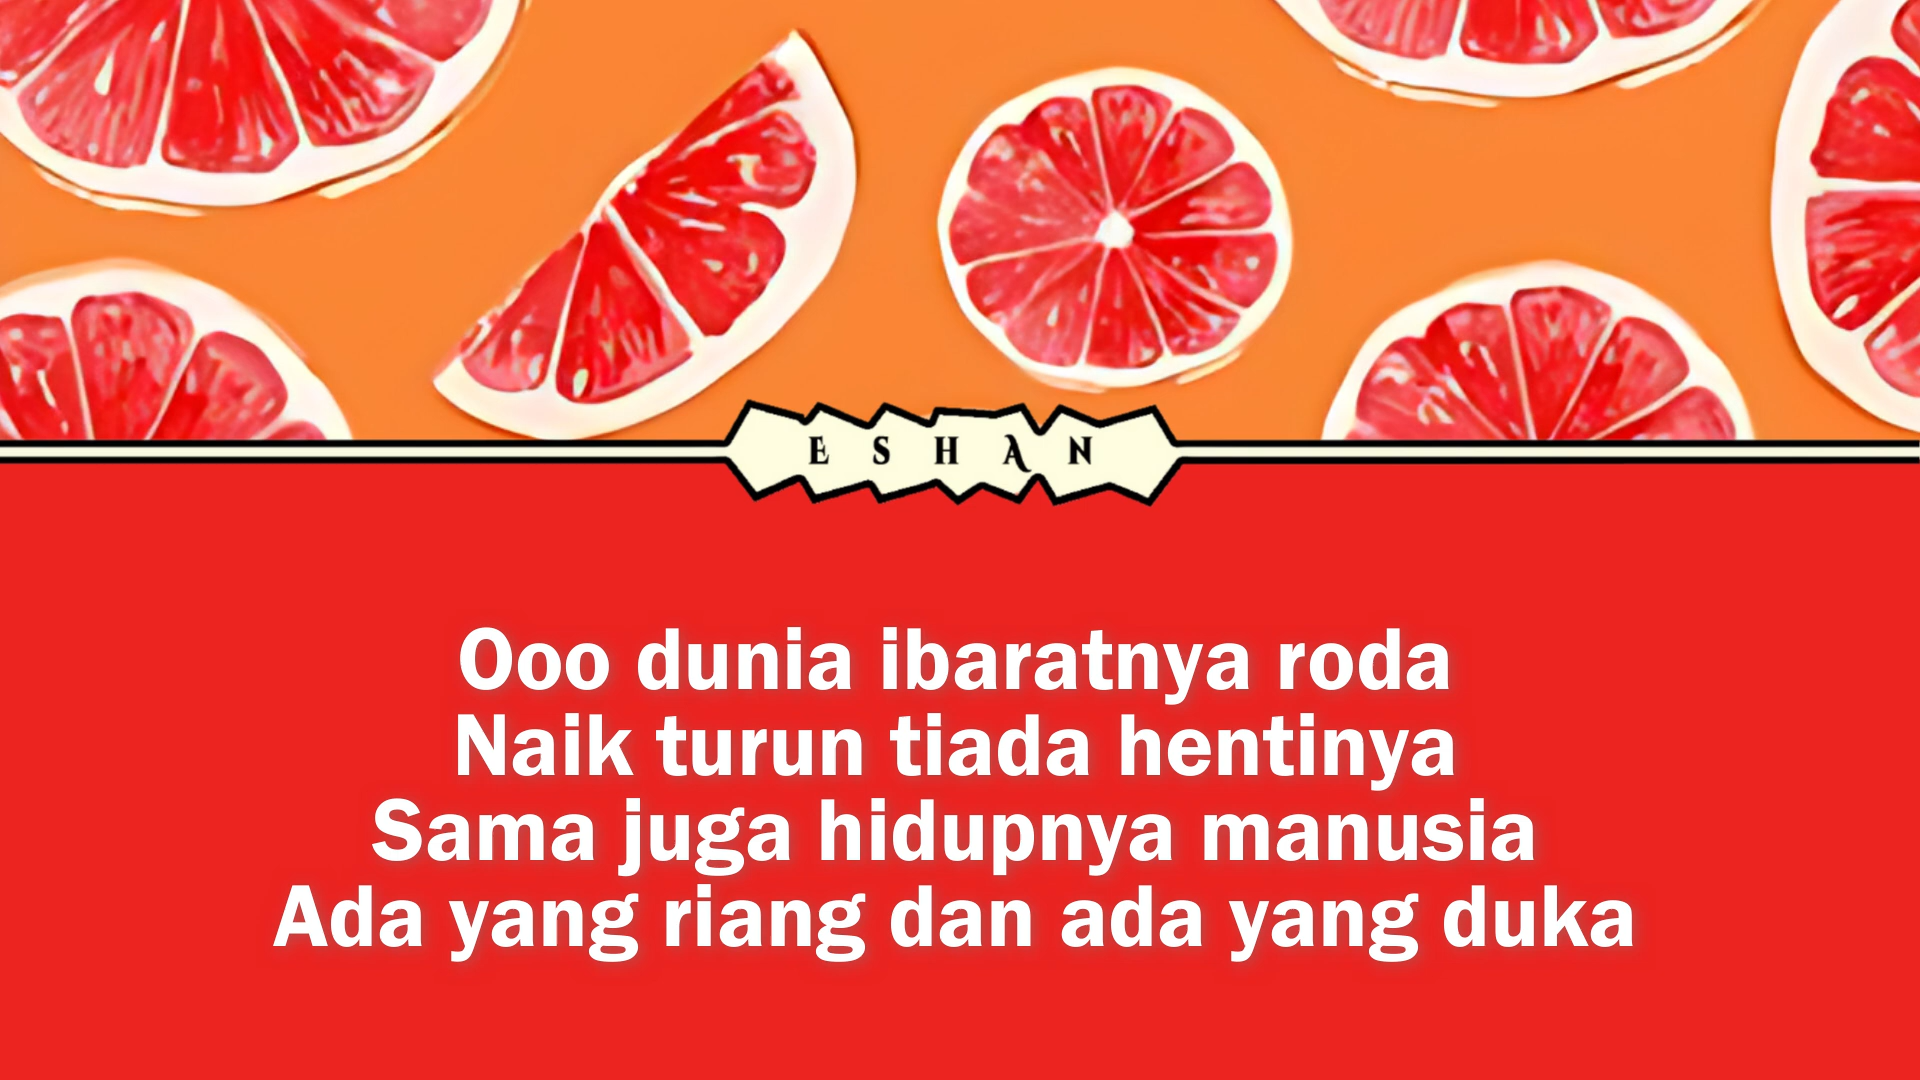 E S H A N
Ooo dunia ibaratnya roda
Naik turun tiada hentinya
Sama juga hidupnya manusia
Ada yang riang dan ada yang duka